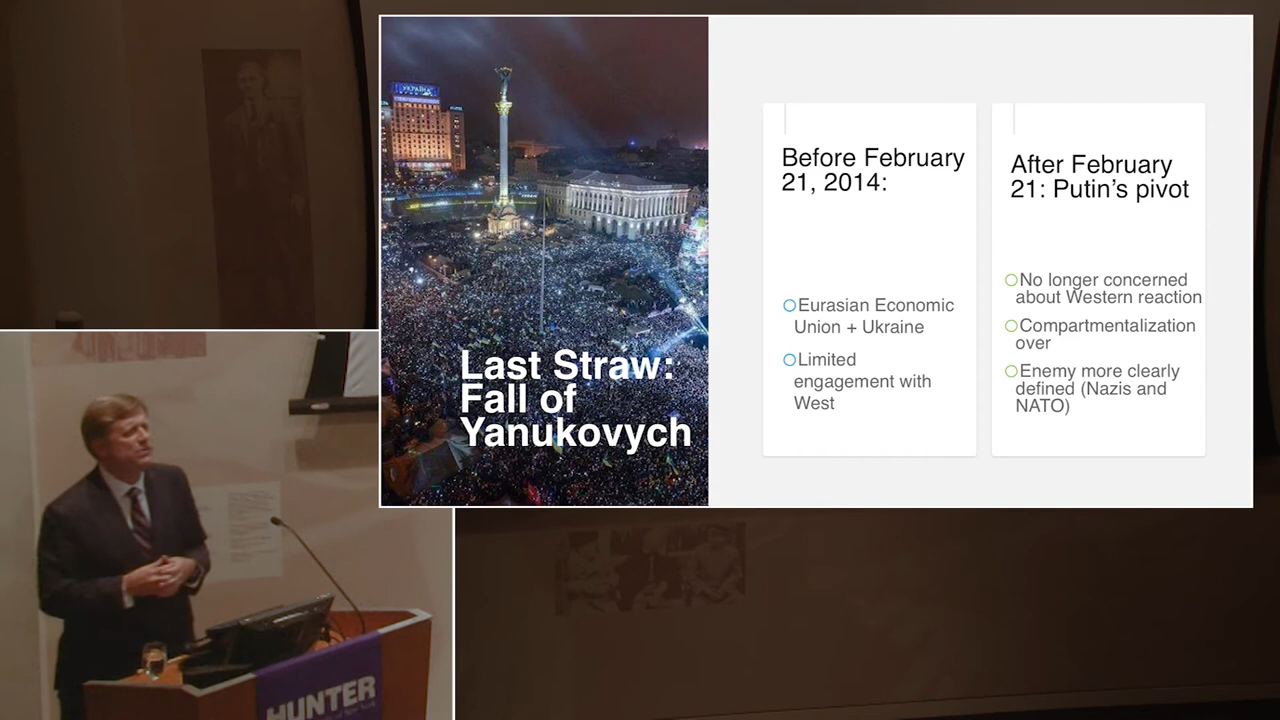 УКРАЇНА
Last Straw:
Fall of
Yanukovych
Before February
21, 2014:
Eurasian Economic
Union + Ukraine
Limited
engagement with
West
After February
21: Putin’s pivot
No longer concerned
about Western reaction
Compartmentalization
over
Enemy more clearly
defined (Nazis and
NATO)
HUNTER